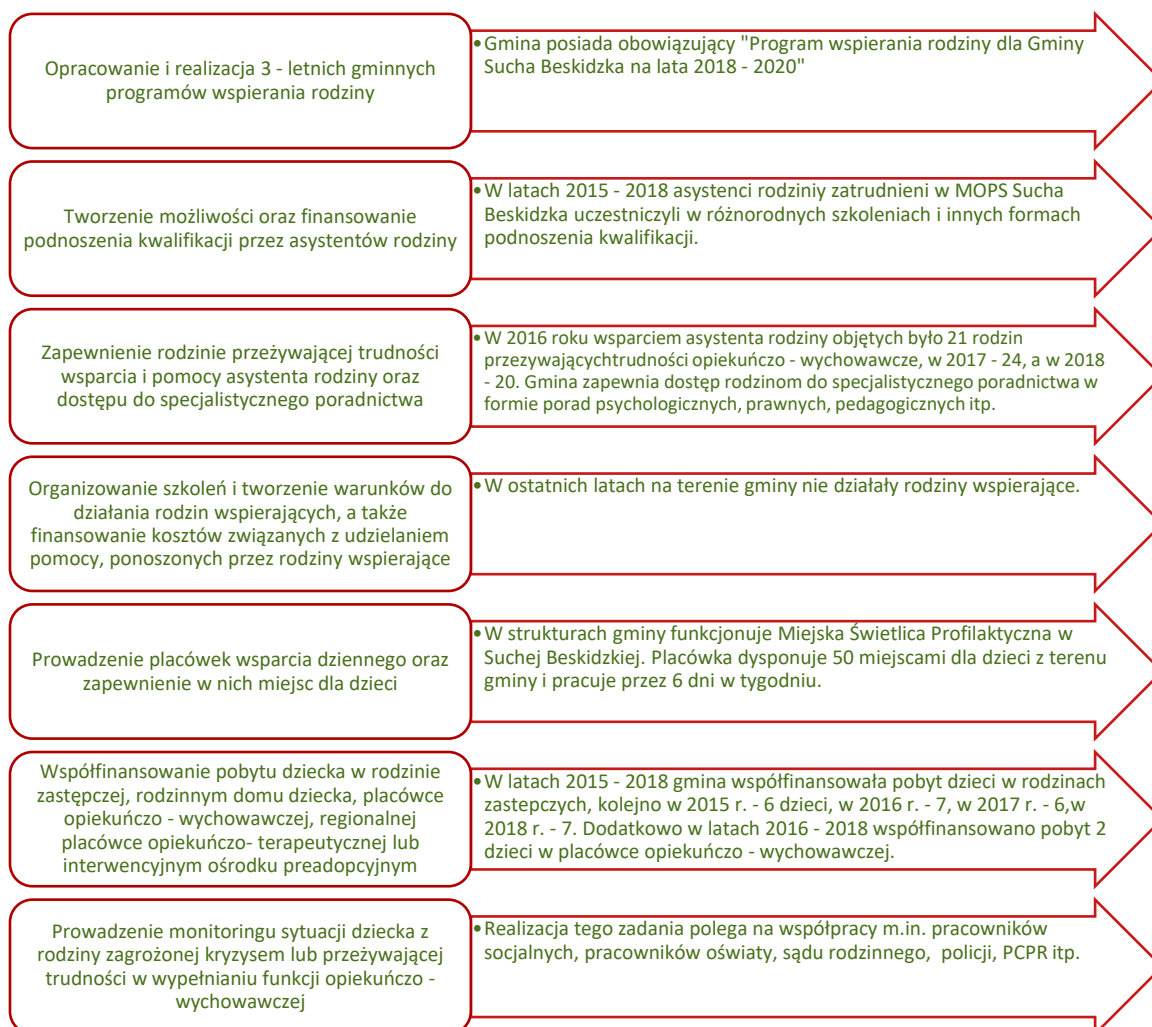 Opracowanie i realizacja 3 - letnich gminnych
programów wspierania rodziny
•Gmina posiada obowiązujący "Program wspierania rodziny dla Gminy
Sucha Beskidzka na lata 2018 - 2020"
Tworzenie możliwości oraz finansowanie
podnoszenia kwalifikacji przez asystentów rodziny
•W latach 2015 - 2018 asystenci rodziniy zatrudnieni w MOPS Sucha
Beskidzka uczestniczyli w różnorodnych szkoleniach i innych formach
podnoszenia kwalifikacji.
Zapewnienie rodzinie przeżywającej trudności
wsparcia i pomocy asystenta rodziny oraz
dostępu do specjalistycznego poradnictwa
•W 2016 roku wsparciem asystenta rodziny objętych było 21 rodzin
przezywającychtrudności opiekuńczo - wychowawcze, w 2017 - 24, a w 2018
- 20. Gmina zapewnia dostęp rodzinom do specjalistycznego poradnictwa w
formie porad psychologicznych, prawnych, pedagogicznych itp.
Organizowanie szkoleń i tworzenie warunków do
działania rodzin wspierających, a także
finansowanie kosztów związanych z udzielaniem
pomocy, ponoszonych przez rodziny wspierające
•W ostatnich latach na terenie gminy nie działały rodziny wspierające.
Prowadzenie placówek wsparcia dziennego oraz
zapewnienie w nich miejsc dla dzieci
•W strukturach gminy funkcjonuje Miejska Świetlica Profilaktyczna w
Suchej Beskidzkiej. Placówka dysponuje 50 miejscami dla dzieci z terenu
gminy i pracuje przez 6 dni w tygodniu.
Współfinansowanie pobytu dziecka w rodzinie
zastępczej, rodzinnym domu dziecka, placówce
opiekuńczo - wychowawczej, regionalnej
placówce opiekuńczo- terapeutycznej lub
interwencyjnym ośrodku preadopcyjnym
•W latach 2015 - 2018 gmina współfinansowała pobyt dzieci w rodzinach
zastepczych, kolejno w 2015 r. - 6 dzieci, w 2016 r. - 7, w 2017 r. - 6,w
2018 r. - 7. Dodatkowo w latach 2016 - 2018 współfinansowano pobyt 2
dzieci w placówce opiekuńczo - wychowawczej.
Prowadzenie monitoringu sytuacji dziecka z
rodziny zagrożonej kryzysem lub przeżywającej
trudności w wypełnianiu funkcji opiekuńczo -
wychowawczej
•Realizacja tego zadania polega na współpracy m.in. pracowników
socjalnych, pracowników oświaty, sądu rodzinnego,  policji, PCPR itp.